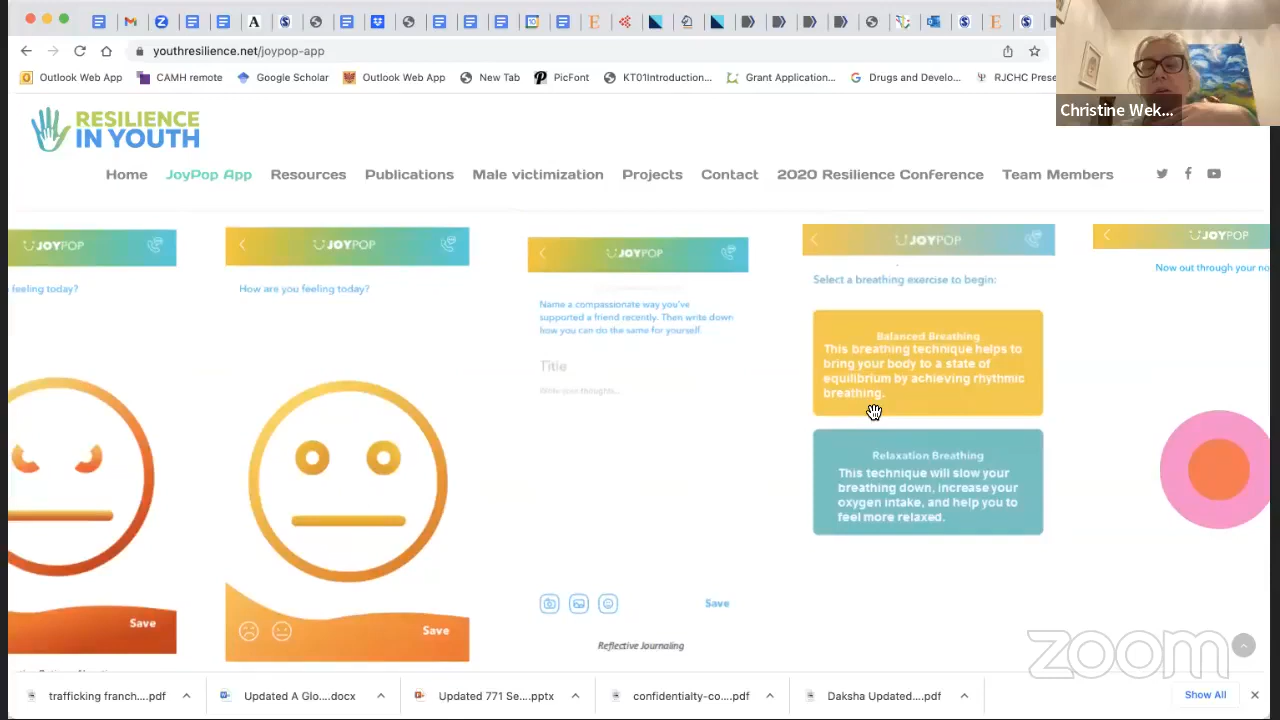 youthresilience.net/joypop-app
Outlook Web App
CAMH remote
Google Scholar
Outlook Web App
New Tab
PicFont
KT01Introduction...
Grant Application...
Drugs and Develo...
RJCHC Prese
Christine Wek...
RESILIENCE
IN YOUTH
Home
JoyPop App
Resources
Publications
Male victimization
Projects
Contact
2020 Resilience Conference
Team Members
JOYPOP
feeling today?
Save
JOYPOP
How are you feeling today?
Save
JOYPOP
Name a compassionate way you've
supported a friend recently. Then write down
how you can do the same for yourself.
Title
Write your thoughts...
Save
Reflective Journaling
JOYPOP
Select a breathing exercise to begin:
Balanced Breathing
This breathing technique helps to
bring your body to a state of
equilibrium by achieving rhythmic
breathing.
Relaxation Breathing
This technique will slow your
breathing down, increase your
oxygen intake, and help you to
feel more relaxed.
JOYPOP
Now out through your no
zoom
trafficking franch....pdf
Updated A Glo....docx
Updated 771 Se....pptx
confidentialty-co....pdf
Daksha Updated....pdf
Show All